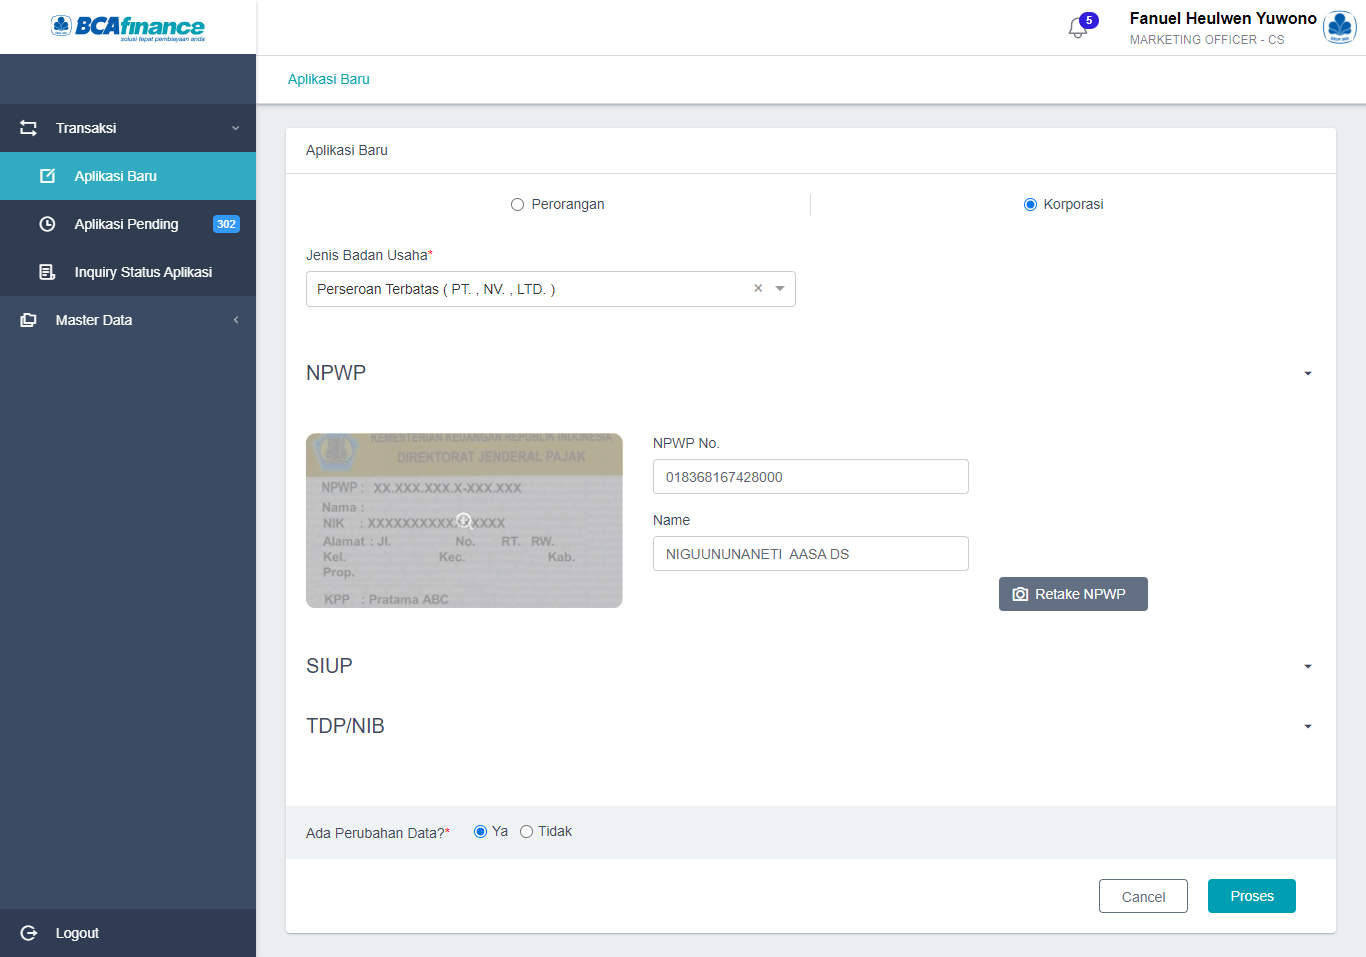 BCAfinance
solusi tepat pembiayaan anda
5
Fanuel Heulwen Yuwono
MARKETING OFFICER - CS
Aplikasi Baru
Transaksi
Aplikasi Baru
Aplikasi Pending 302
Inquiry Status Aplikasi
Master Data
Logout
Aplikasi Baru
Perorangan
Korporasi
Jenis Badan Usaha*
Perseroan Terbatas ( PT. , NV. , LTD. )
NPWP
KEMENTERIAN KEUANGAN REPUBLIK INDONESIA
DIREKTORAT JENDERAL PAJAK
NPWP : XX.XXX.XXX.X-XXX.XXX
Nama :
NIK : XXXXXXXXXX XXXX
Alamat : Jl. No. RT. RW.
Kel. Kec. Kab.
Prop.
KPP : Pratama ABC
NPWP No.
018368167428000
Name
NIGUUNUNANETI AASA DS
Retake NPWP
SIUP
TDP/NIB
Ada Perubahan Data?* Ya Tidak
Cancel
Proses